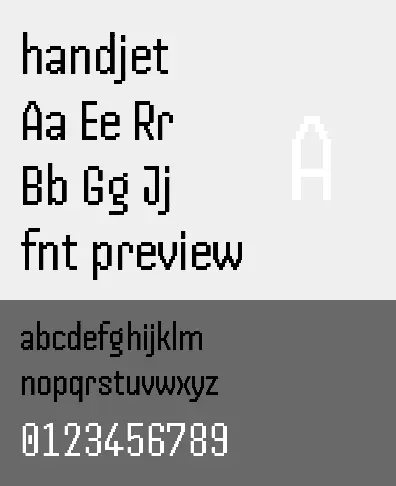 handjet
Aa Ee Rr
A
Bb Gg Jj
fnt preview
abcdefghijklm
nopqrstuvwxyz
0123456789